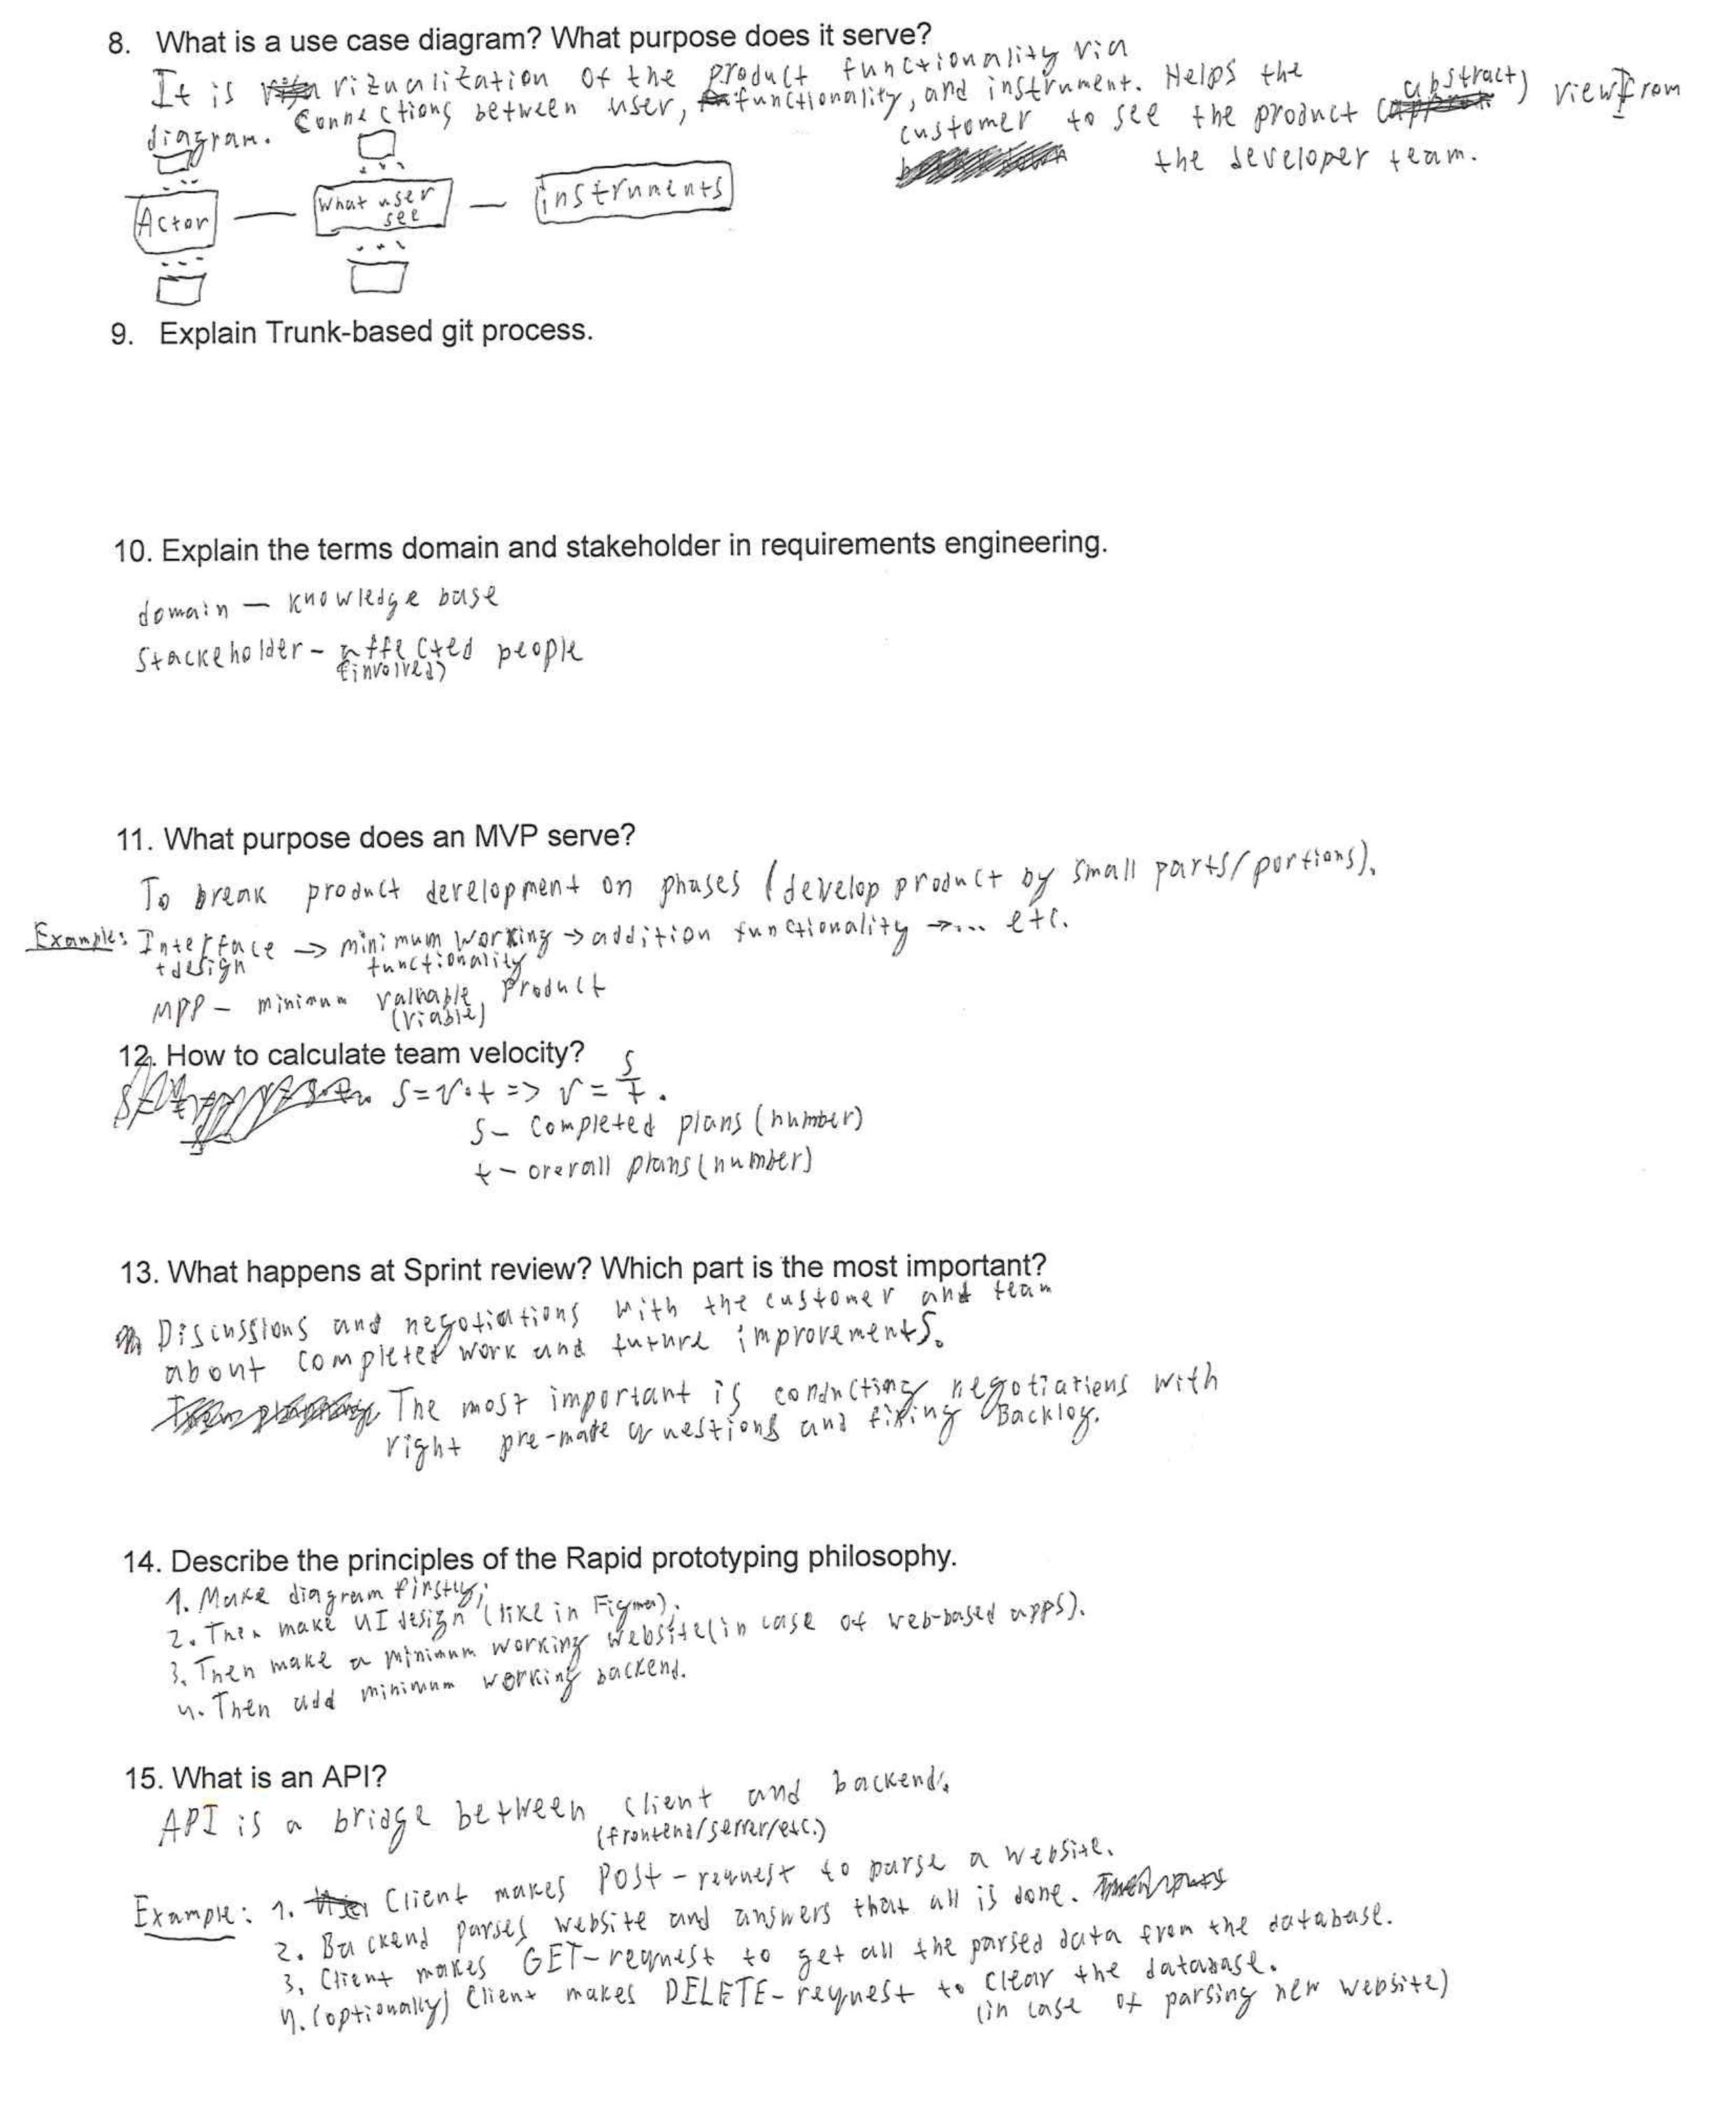 8. What is a use case diagram? What purpose does it serve?
It is vizualitation of the product functionality via
diagram. Connections between user, functionality, and instrument. Helps the
customer to see the product (abstract) view from
the developer team.
Actor — What user see — instruments
9. Explain Trunk-based git process.
10. Explain the terms domain and stakeholder in requirements engineering.
domain — knowledge base
Stackeholder - affected people
(involved)
11. What purpose does an MVP serve?
To break product development on phases (develop product by small parts/portions).
Example: Interface → minimum working → addition functionality → ... etc.
+design functionality
MPP - minimum valuable product
(viable)
12. How to calculate team velocity?
S=V·t => V = S/t.
S - completed plans (number)
t - overall plans (number)
13. What happens at Sprint review? Which part is the most important?
Discussions and negotiations with the customer and team
about completed work and future improvements.
The most important is conducting negotiations with
right pre-made questions and fixing Backlog.
14. Describe the principles of the Rapid prototyping philosophy.
1. Make diagram firstly;
2. Then make UI design (like in Figma).
3. Then make a minimum working website (in case of web-based apps).
4. Then add minimum working backend.
15. What is an API?
API is a bridge between client and backend.
(frontend/server/etc.)
Example: 1. Client makes POST-request to parse a website.
2. Backend parses website and answers that all is done.
3. Client makes GET-request to get all the parsed data from the database.
4. (optionally) Client makes DELETE-request to clear the database.
(in case of parsing new website)